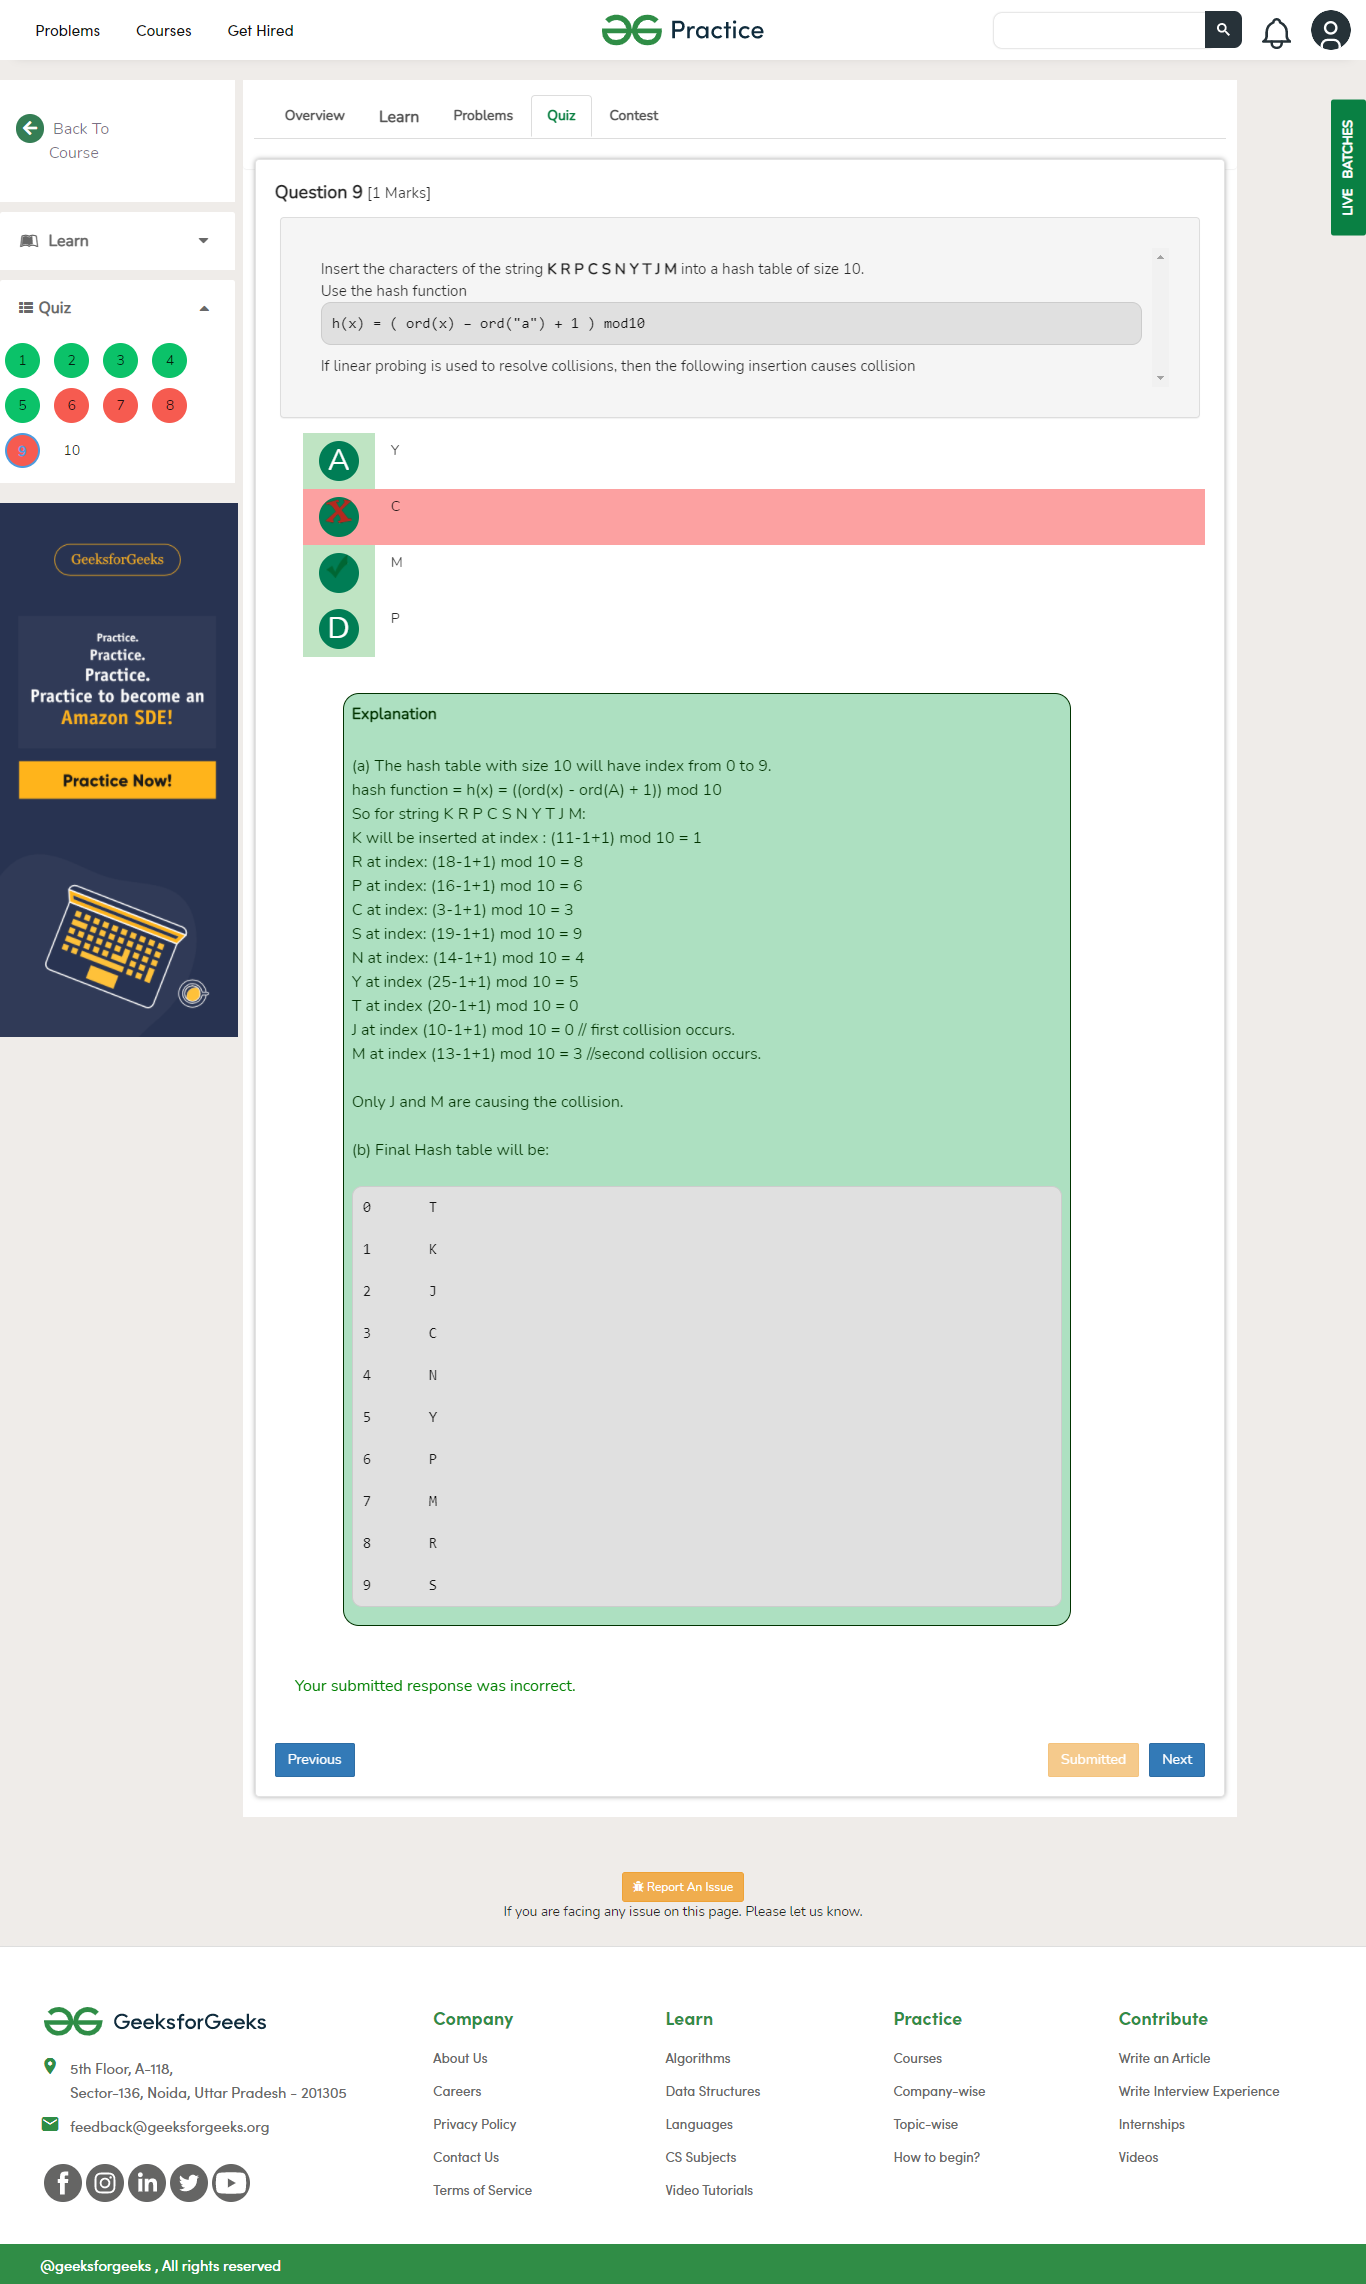 Problems Courses Get Hired Practice
LIVE BATCHES
Back To
Course
Learn
Quiz
1 2 3 4
5 6 7 8
9 10
GeeksforGeeks
Practice.
Practice.
Practice.
Practice to become an
Amazon SDE!
Practice Now!
Overview Learn Problems Quiz Contest
Question 9 [1 Marks]
Insert the characters of the string K R P C S N Y T J M into a hash table of size 10.
Use the hash function
h(x) = ( ord(x) – ord("a") + 1 ) mod10
If linear probing is used to resolve collisions, then the following insertion causes collision
A Y
X C
✓ M
D P
Explanation
(a) The hash table with size 10 will have index from 0 to 9.
hash function = h(x) = ((ord(x) - ord(A) + 1)) mod 10
So for string K R P C S N Y T J M:
K will be inserted at index : (11-1+1) mod 10 = 1
R at index: (18-1+1) mod 10 = 8
P at index: (16-1+1) mod 10 = 6
C at index: (3-1+1) mod 10 = 3
S at index: (19-1+1) mod 10 = 9
N at index: (14-1+1) mod 10 = 4
Y at index (25-1+1) mod 10 = 5
T at index (20-1+1) mod 10 = 0
J at index (10-1+1) mod 10 = 0 // first collision occurs.
M at index (13-1+1) mod 10 = 3 //second collision occurs.
Only J and M are causing the collision.
(b) Final Hash table will be:
0 T
1 K
2 J
3 C
4 N
5 Y
6 P
7 M
8 R
9 S
Your submitted response was incorrect.
Previous Submitted Next
Report An Issue
If you are facing any issue on this page. Please let us know.
GeeksforGeeks
5th Floor, A-118,
Sector-136, Noida, Uttar Pradesh - 201305
feedback@geeksforgeeks.org
Company
About Us
Careers
Privacy Policy
Contact Us
Terms of Service
Learn
Algorithms
Data Structures
Languages
CS Subjects
Video Tutorials
Practice
Courses
Company-wise
Topic-wise
How to begin?
Contribute
Write an Article
Write Interview Experience
Internships
Videos
@geeksforgeeks , All rights reserved